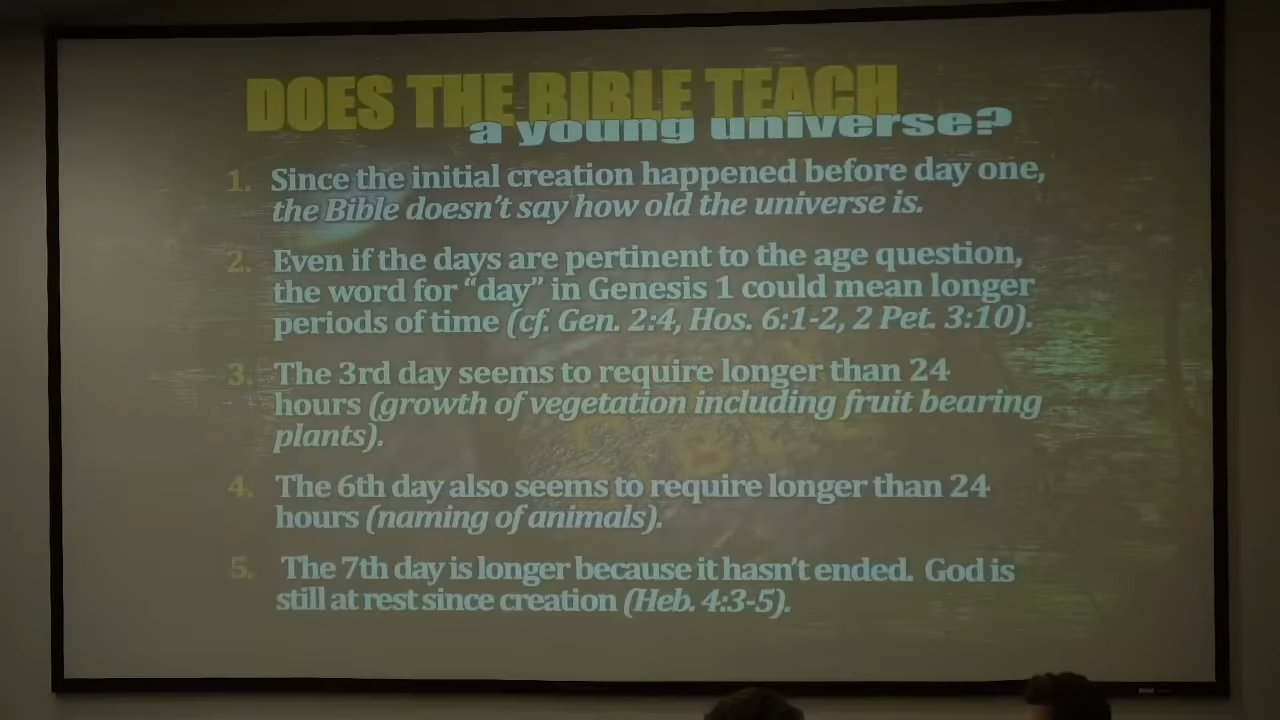 DOES THE BIBLE TEACH
a young universe?
1. Since the initial creation happened before day one,
the Bible doesn't say how old the universe is.
2. Even if the days are pertinent to the age question,
the word for “day” in Genesis 1 could mean longer
periods of time (cf. Gen. 2:4, Hos. 6:1-2, 2 Pet. 3:10).
3. The 3rd day seems to require longer than 24
hours (growth of vegetation including fruit bearing
plants).
4. The 6th day also seems to require longer than 24
hours (naming of animals).
5. The 7th day is longer because it hasn't ended. God is
still at rest since creation (Heb. 4:3-5).